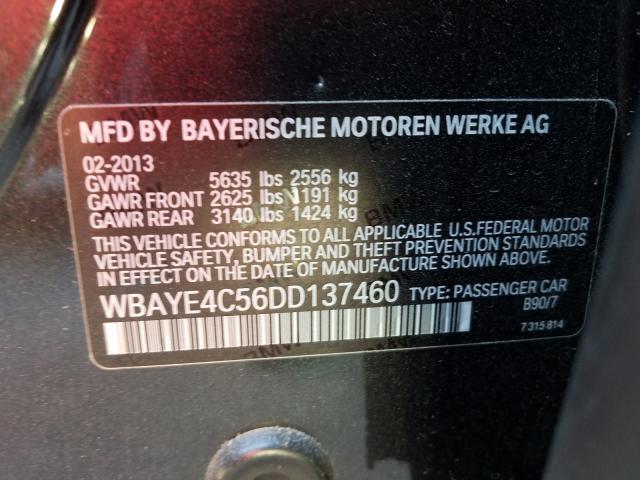 MFD BY BAYERISCHE MOTOREN WERKE AG
02-2013
GVWR 5635 lbs 2556 kg
GAWR FRONT 2625 lbs 1191 kg
GAWR REAR 3140 lbs 1424 kg
THIS VEHICLE CONFORMS TO ALL APPLICABLE U.S.FEDERAL MOTOR
VEHICLE SAFETY, BUMPER AND THEFT PREVENTION STANDARDS
IN EFFECT ON THE DATE OF MANUFACTURE SHOWN ABOVE.
WBAYE4C56DD137460 TYPE: PASSENGER CAR
B90/7
7 315 814